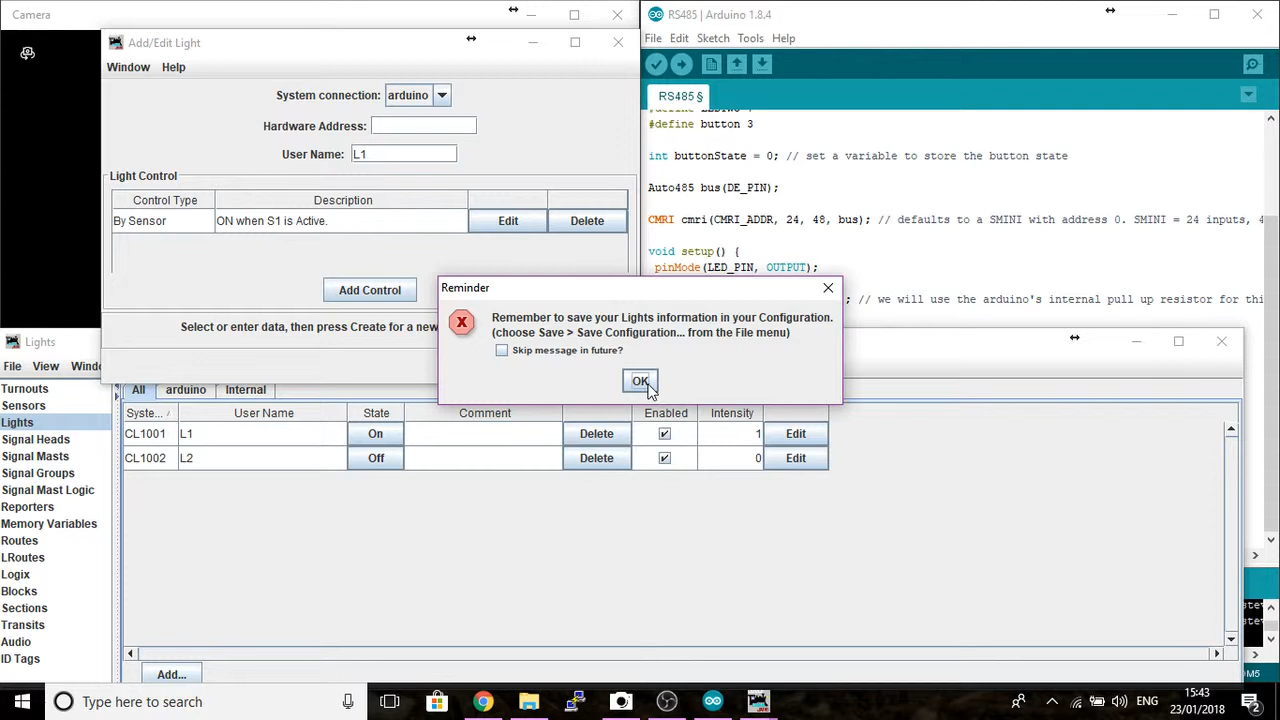 Camera
Add/Edit Light
Window Help
System connection: arduino
Hardware Address:
User Name: L1
Light Control
Control Type Description
By Sensor ON when S1 is Active. Edit Delete
Add Control
Select or enter data, then press Create for a new
RS485 | Arduino 1.8.4
File Edit Sketch Tools Help
RS485 §
#define button 3
int buttonState = 0; // set a variable to store the button state
Auto485 bus(DE_PIN);
CMRI cmri(CMRI_ADDR, 24, 48, bus); // defaults to a SMINI with address 0. SMINI = 24 inputs, 4
void setup() {
pinMode(LED_PIN, OUTPUT);
; // we will use the arduino's internal pull up resistor for thi
Reminder
Remember to save your Lights information in your Configuration.
(choose Save > Save Configuration... from the File menu)
Skip message in future?
OK
Lights
File View Windo
Turnouts
Sensors
Lights
Signal Heads
Signal Masts
Signal Groups
Signal Mast Logic
Reporters
Memory Variables
Routes
LRoutes
Logix
Blocks
Sections
Transits
Audio
ID Tags
All arduino Internal
Syste... User Name State Comment Enabled Intensity
CL1001 L1 On Delete 1 Edit
CL1002 L2 Off Delete 0 Edit
Add...
Type here to search
ENG
15:43
23/01/2018
2